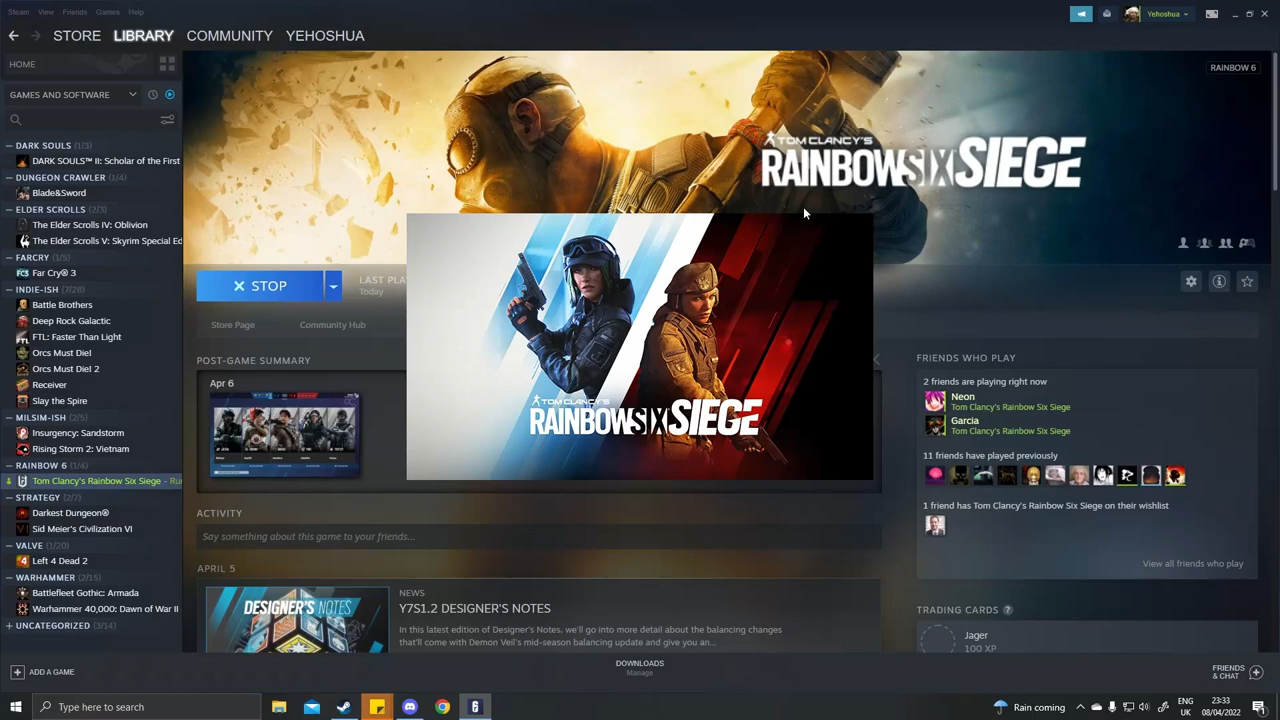 Steam View Friends Games Help
Yehoshua
STORE LIBRARY COMMUNITY YEHOSHUA
HOME
GAMES AND SOFTWARE
DARK SOULS (1/3)
DARK SOULS™ II: Scholar of the First
DUNGEON CRAWLER (1/4)
Blade&Sword
ELDER SCROLLS (2/3)
The Elder Scrolls IV: Oblivion
The Elder Scrolls V: Skyrim Special Ed
FARCRY (1/5)
Far Cry® 3
INDIE-ISH (7/28)
Battle Brothers
Deep Rock Galactic
FTL: Faster Than Light
Orcs Must Die!
Orcs Must Die! 2
Receiver
Slay the Spire
MILSIM-ISH (2/5)
Insurgency: Sandstorm
Rising Storm 2: Vietnam
RAINBOW 6 (1/4)
Tom Clancy's Rainbow Six Siege - Ru
STRATEGY (2/7)
Darkest Dungeon®
Sid Meier's Civilization VI
VALVE (1/20)
Left 4 Dead 2
WARHAMMER (2/15)
Battlefleet Gothic: Armada
Warhammer 40,000: Dawn of War II
UNCATEGORIZED (3/14)
ADD A GAME
RAINBOW 6
TOM CLANCY'S
RAINBOWSIX SIEGE
STOP
LAST PLA
Today
Store Page
Community Hub
TOM CLANCY'S
RAINBOWSIX SIEGE
POST-GAME SUMMARY
Apr 6
ACTIVITY
Say something about this game to your friends...
APRIL 5
DESIGNER'S NOTES
NEWS
Y7S1.2 DESIGNER'S NOTES
In this latest edition of Designer's Notes, we'll go into more detail about the balancing changes
that'll come with Demon Veil's mid-season balancing update and give you an...
FRIENDS WHO PLAY
2 friends are playing right now
Neon
Tom Clancy's Rainbow Six Siege
Garcia
Tom Clancy's Rainbow Six Siege
11 friends have played previously
1 friend has Tom Clancy's Rainbow Six Siege on their wishlist
View all friends who play
TRADING CARDS ?
Jager
100 XP
DOWNLOADS
Manage
FRIENDS
& CHAT
Type here to search
Rain coming
ENG
UK
23:33
08/04/2022